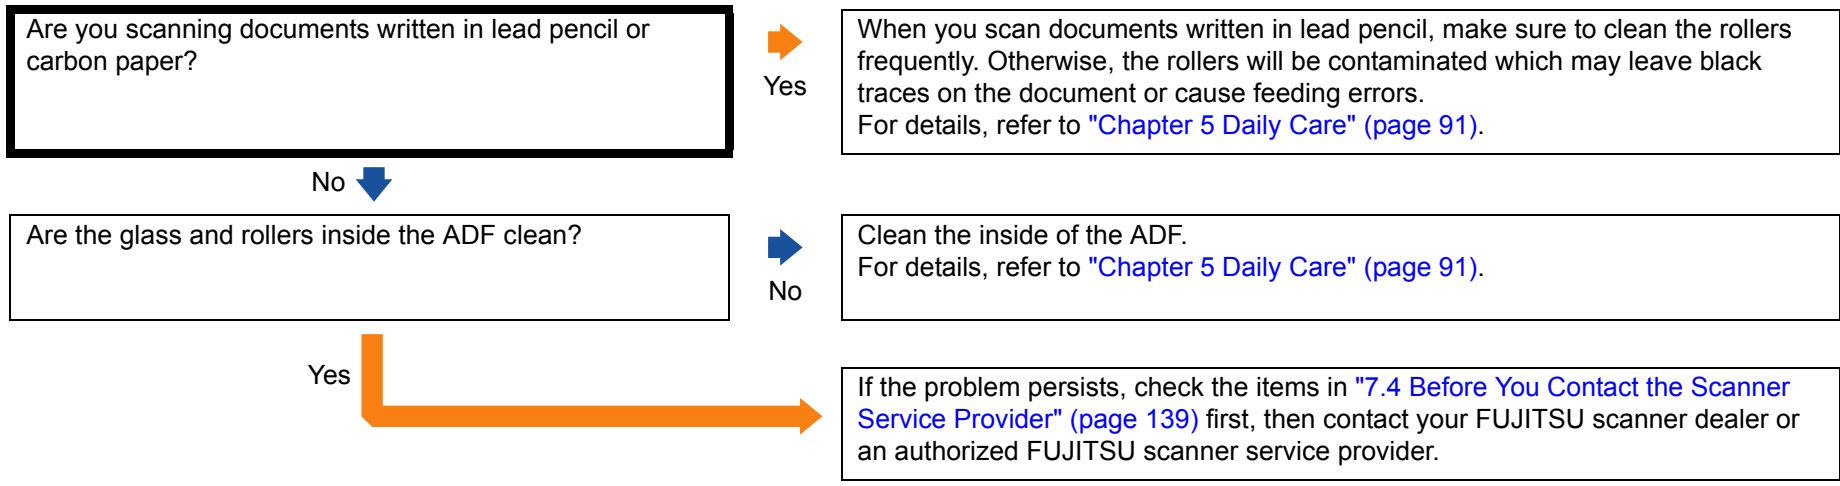 Are you scanning documents written in lead pencil or
carbon paper?
Yes
When you scan documents written in lead pencil, make sure to clean the rollers
frequently. Otherwise, the rollers will be contaminated which may leave black
traces on the document or cause feeding errors.
For details, refer to "Chapter 5 Daily Care" (page 91).
No
Are the glass and rollers inside the ADF clean?
No
Clean the inside of the ADF.
For details, refer to "Chapter 5 Daily Care" (page 91).
Yes
If the problem persists, check the items in "7.4 Before You Contact the Scanner
Service Provider" (page 139) first, then contact your FUJITSU scanner dealer or
an authorized FUJITSU scanner service provider.